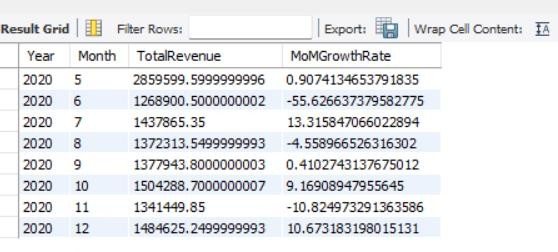 Result Grid Filter Rows: Export: Wrap Cell Content: IA
Year Month TotalRevenue MoMGrowthRate
2020 5 2859599.5999999996 0.9074134653791835
2020 6 1268900.5000000002 -55.626637379582775
2020 7 1437865.35 13.315847066022894
2020 8 1372313.5499999993 -4.558966526316302
2020 9 1377943.8000000003 0.4102743137675012
2020 10 1504288.7000000007 9.16908947955645
2020 11 1341449.85 -10.824973291363586
2020 12 1484625.2499999993 10.673183198015131